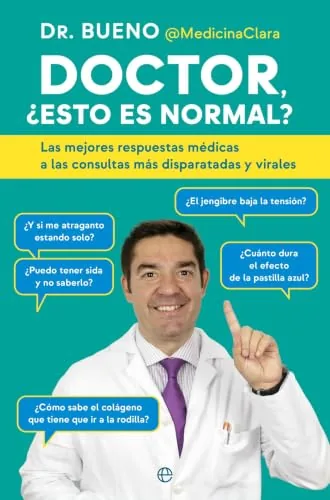 DR. BUENO @MedicinaClara
DOCTOR,
¿ESTO ES NORMAL?
Las mejores respuestas médicas
a las consultas más disparatadas y virales
¿El jengibre baja la tensión?
¿Y si me atraganto
estando solo?
¿Cuánto dura
el efecto
de la pastilla azul?
¿Puedo tener sida
y no saberlo?
¿Cómo sabe el colágeno
que tiene que ir a la rodilla?